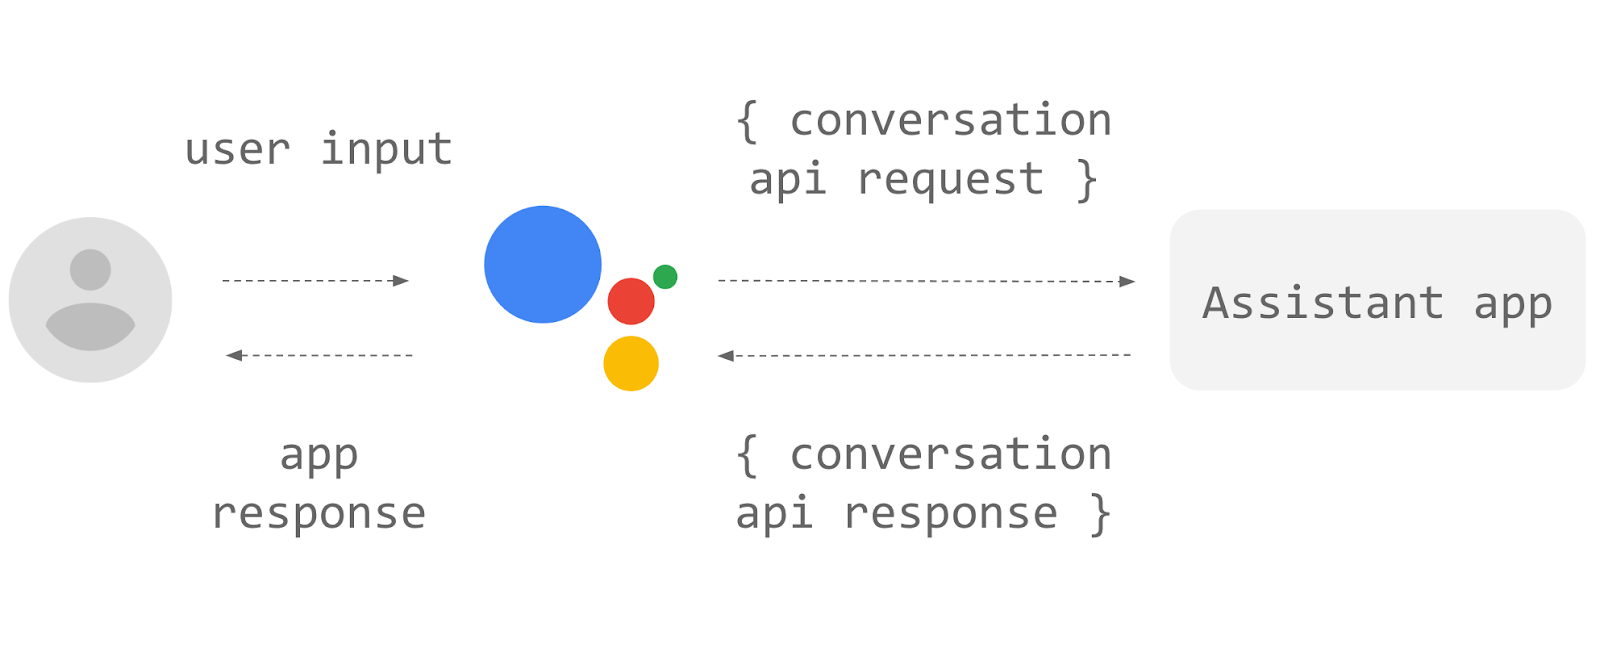 user input
{ conversation
api request }
Assistant app
app
response
{ conversation
api response }